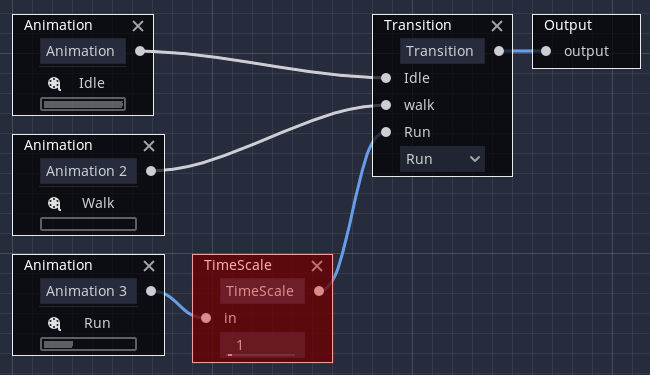 Animation
Animation
Idle
Animation
Animation 2
Walk
Animation
Animation 3
Run
TimeScale
TimeScale
in
1
Transition
Transition
Idle
walk
Run
Run
Output
output